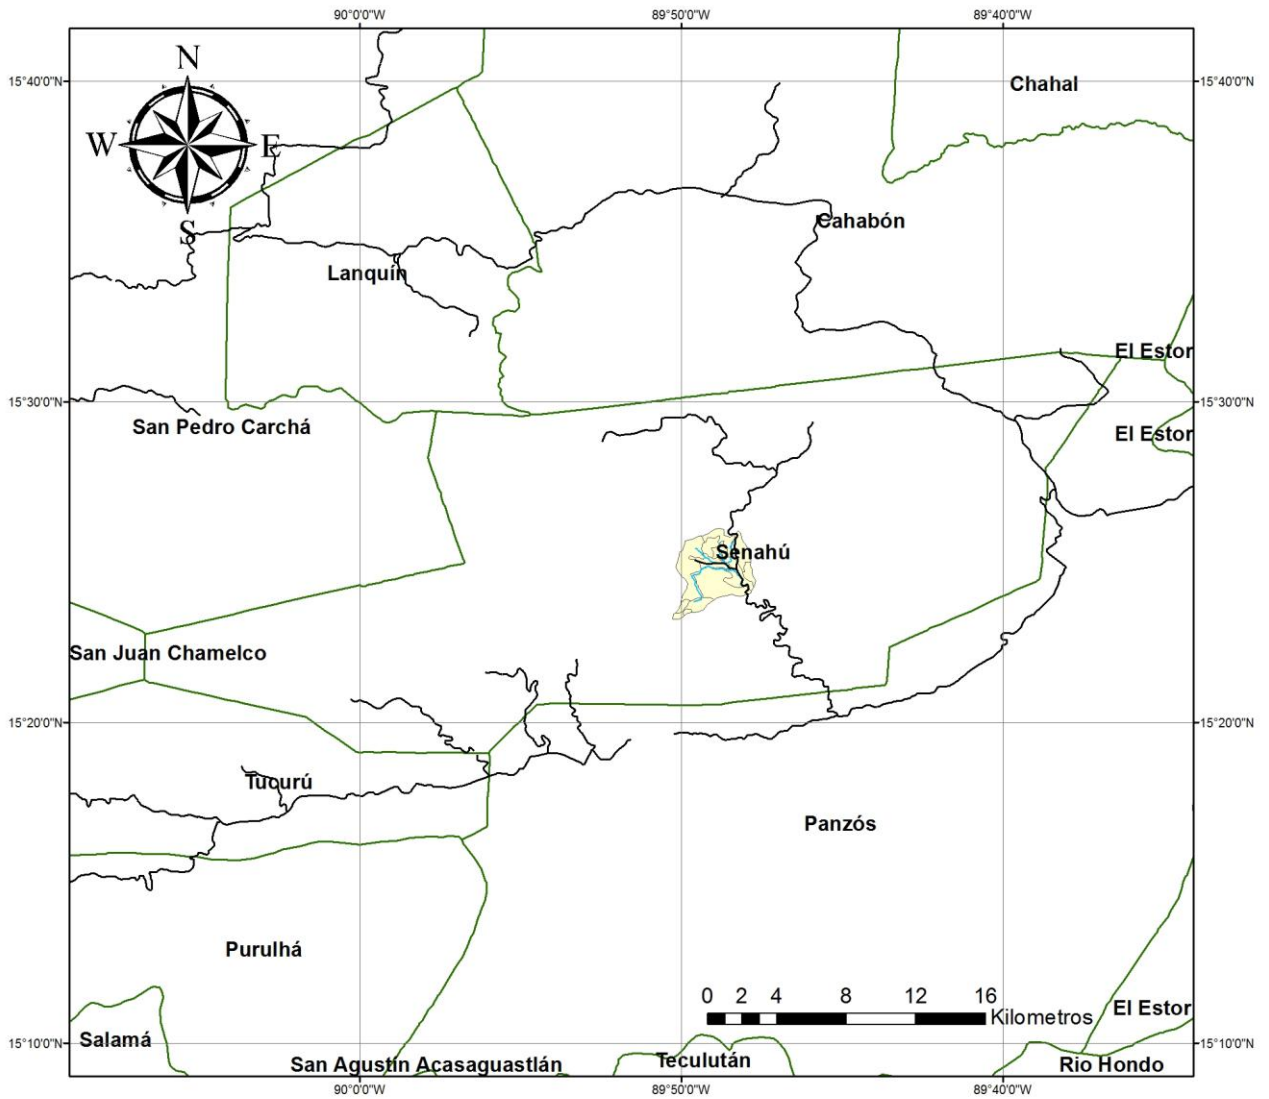 90°0'0"W 89°50'0"W 89°40'0"W
15°40'0"N 15°40'0"N
N
Chahal
W E
S
Cahabón
Lanquín
El Estor
15°30'0"N 15°30'0"N
San Pedro Carchá
El Estor
Senahú
San Juan Chamelco
15°20'0"N 15°20'0"N
Tucurú
Panzós
Purulhá
0 2 4 8 12 16
Kilometros
El Estor
Salamá
15°10'0"N 15°10'0"N
San Agustín Acasaguastlán
Teculután
Rio Hondo
90°0'0"W 89°50'0"W 89°40'0"W